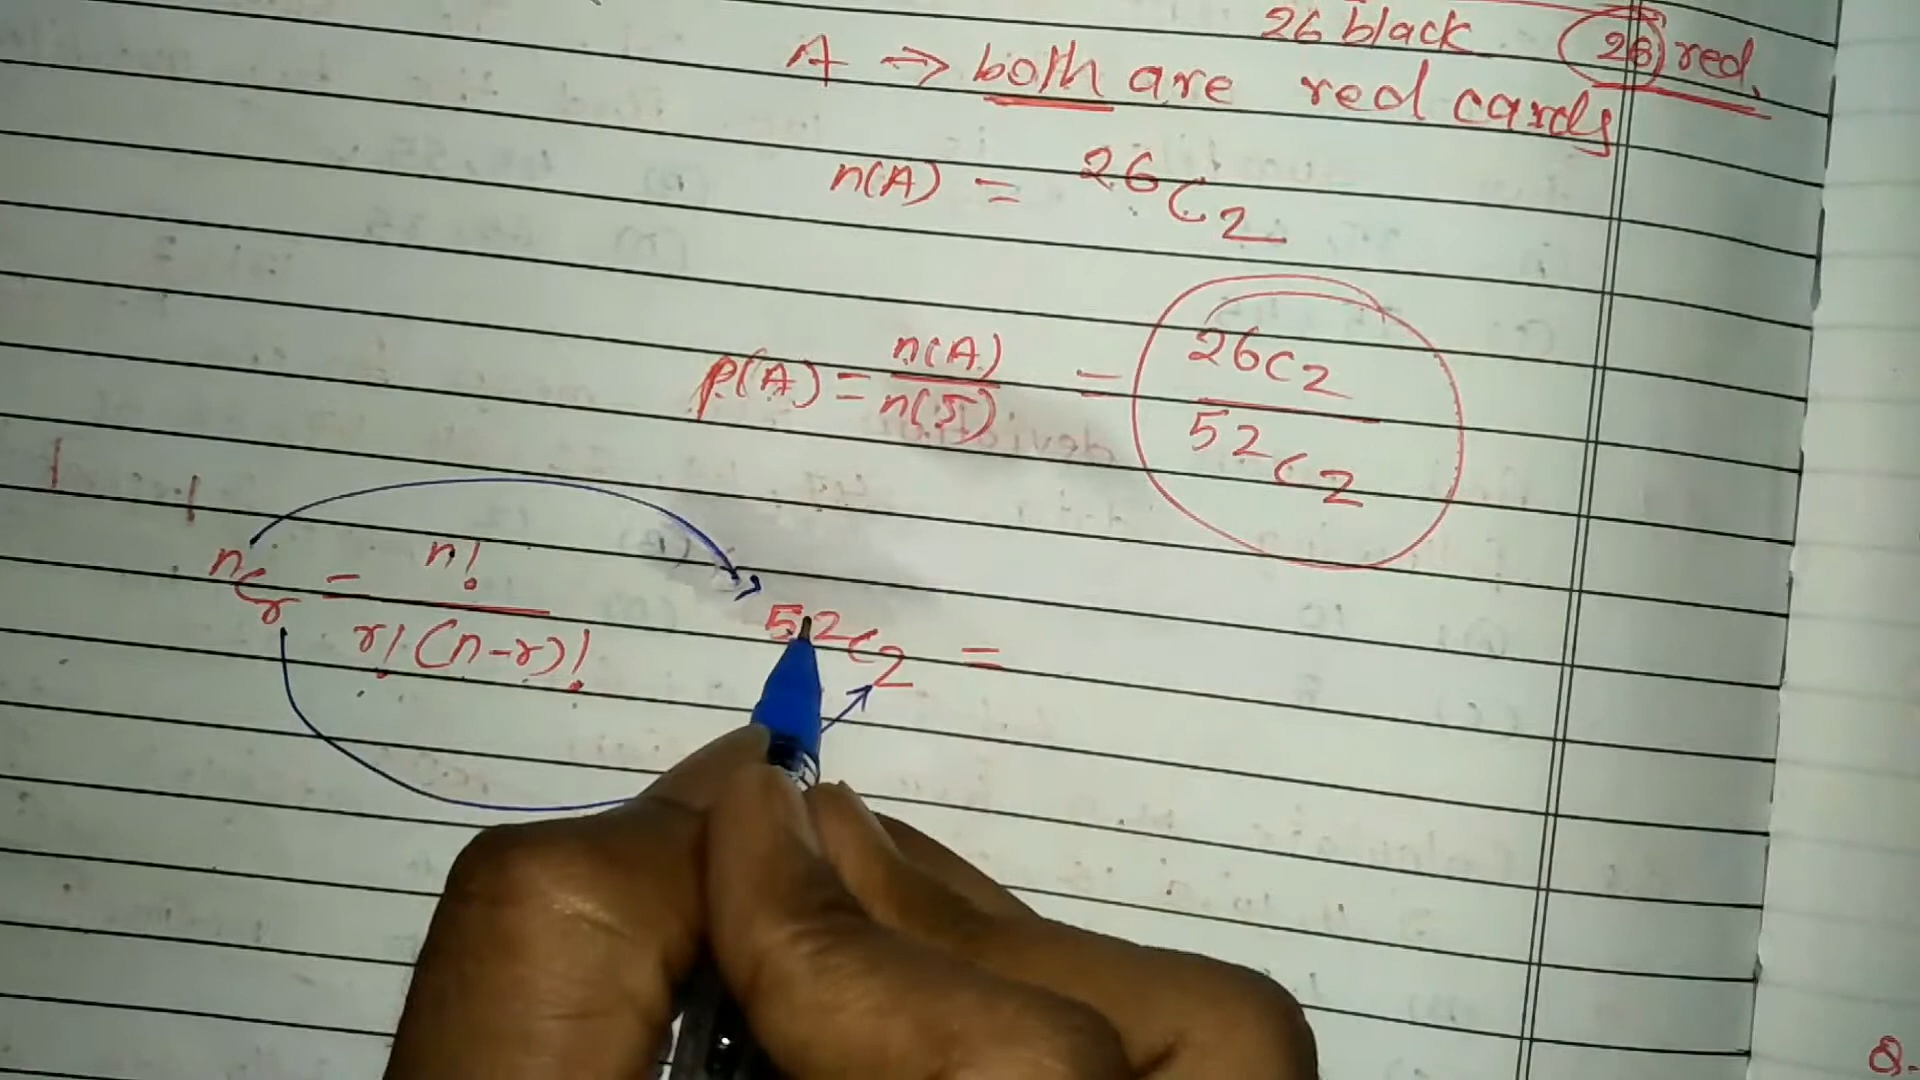 26 black 26 red.
A ⇒ both are red cards
n(A) = 26C2
P(A) = n(A)/n(S) = 26C2/52C2
nCr = n!/r!(n-r)! 52C2 =
Q.